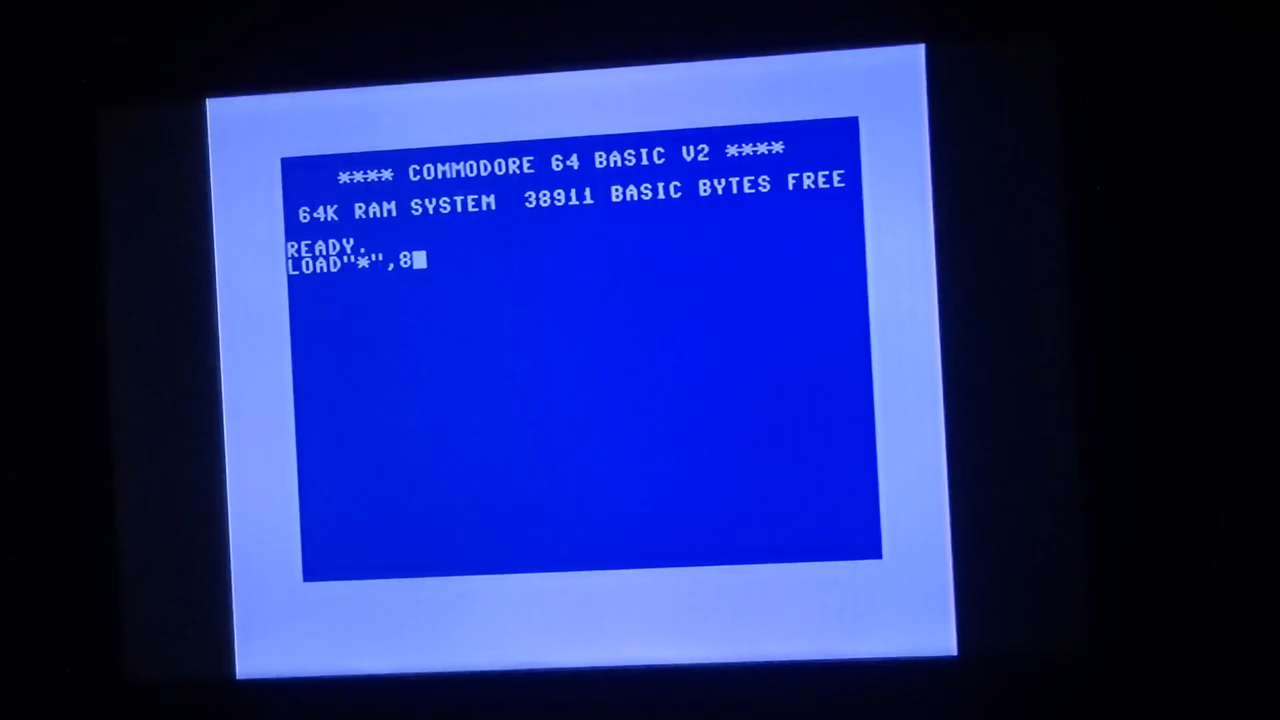 **** COMMODORE 64 BASIC V2 ****
64K RAM SYSTEM  38911 BASIC BYTES FREE
READY.
LOAD"*",8